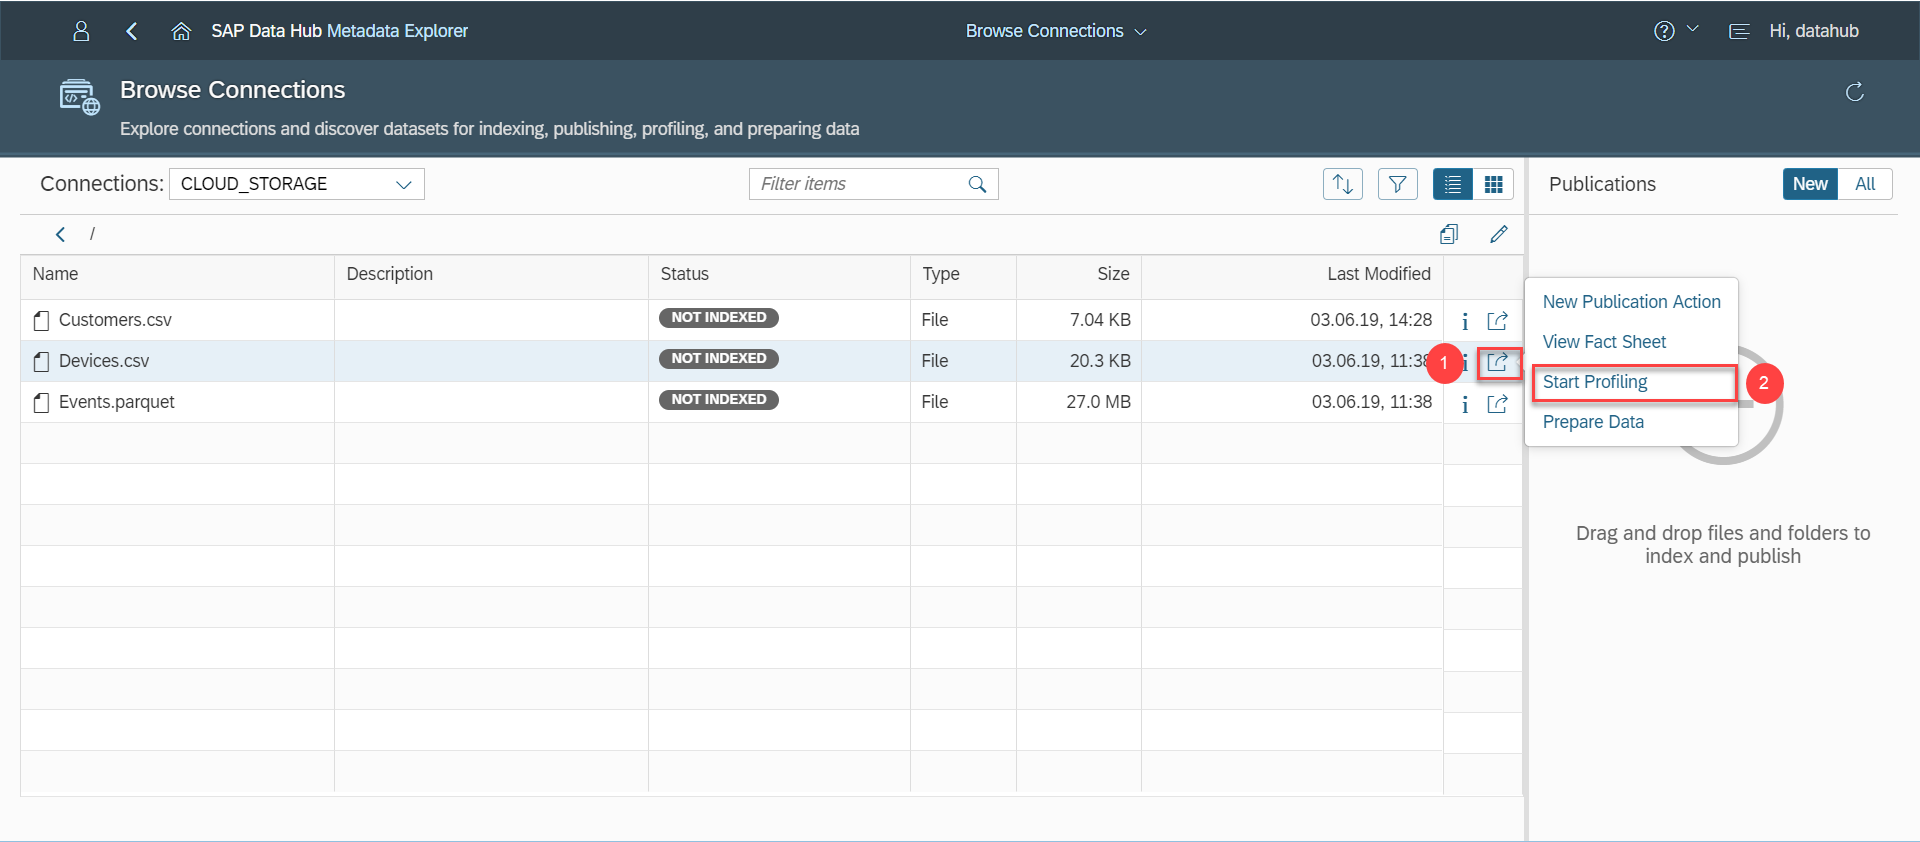 SAP Data Hub Metadata Explorer
Browse Connections
Hi, datahub
Browse Connections
Explore connections and discover datasets for indexing, publishing, profiling, and preparing data
Connections: CLOUD_STORAGE
Filter items
Publications
New All
/
Name Description Status Type Size Last Modified
Customers.csv NOT INDEXED File 7.04 KB 03.06.19, 14:28
Devices.csv NOT INDEXED File 20.3 KB 03.06.19, 11:38
Events.parquet NOT INDEXED File 27.0 MB 03.06.19, 11:38
1
New Publication Action
View Fact Sheet
Start Profiling
2
Prepare Data
Drag and drop files and folders to
index and publish